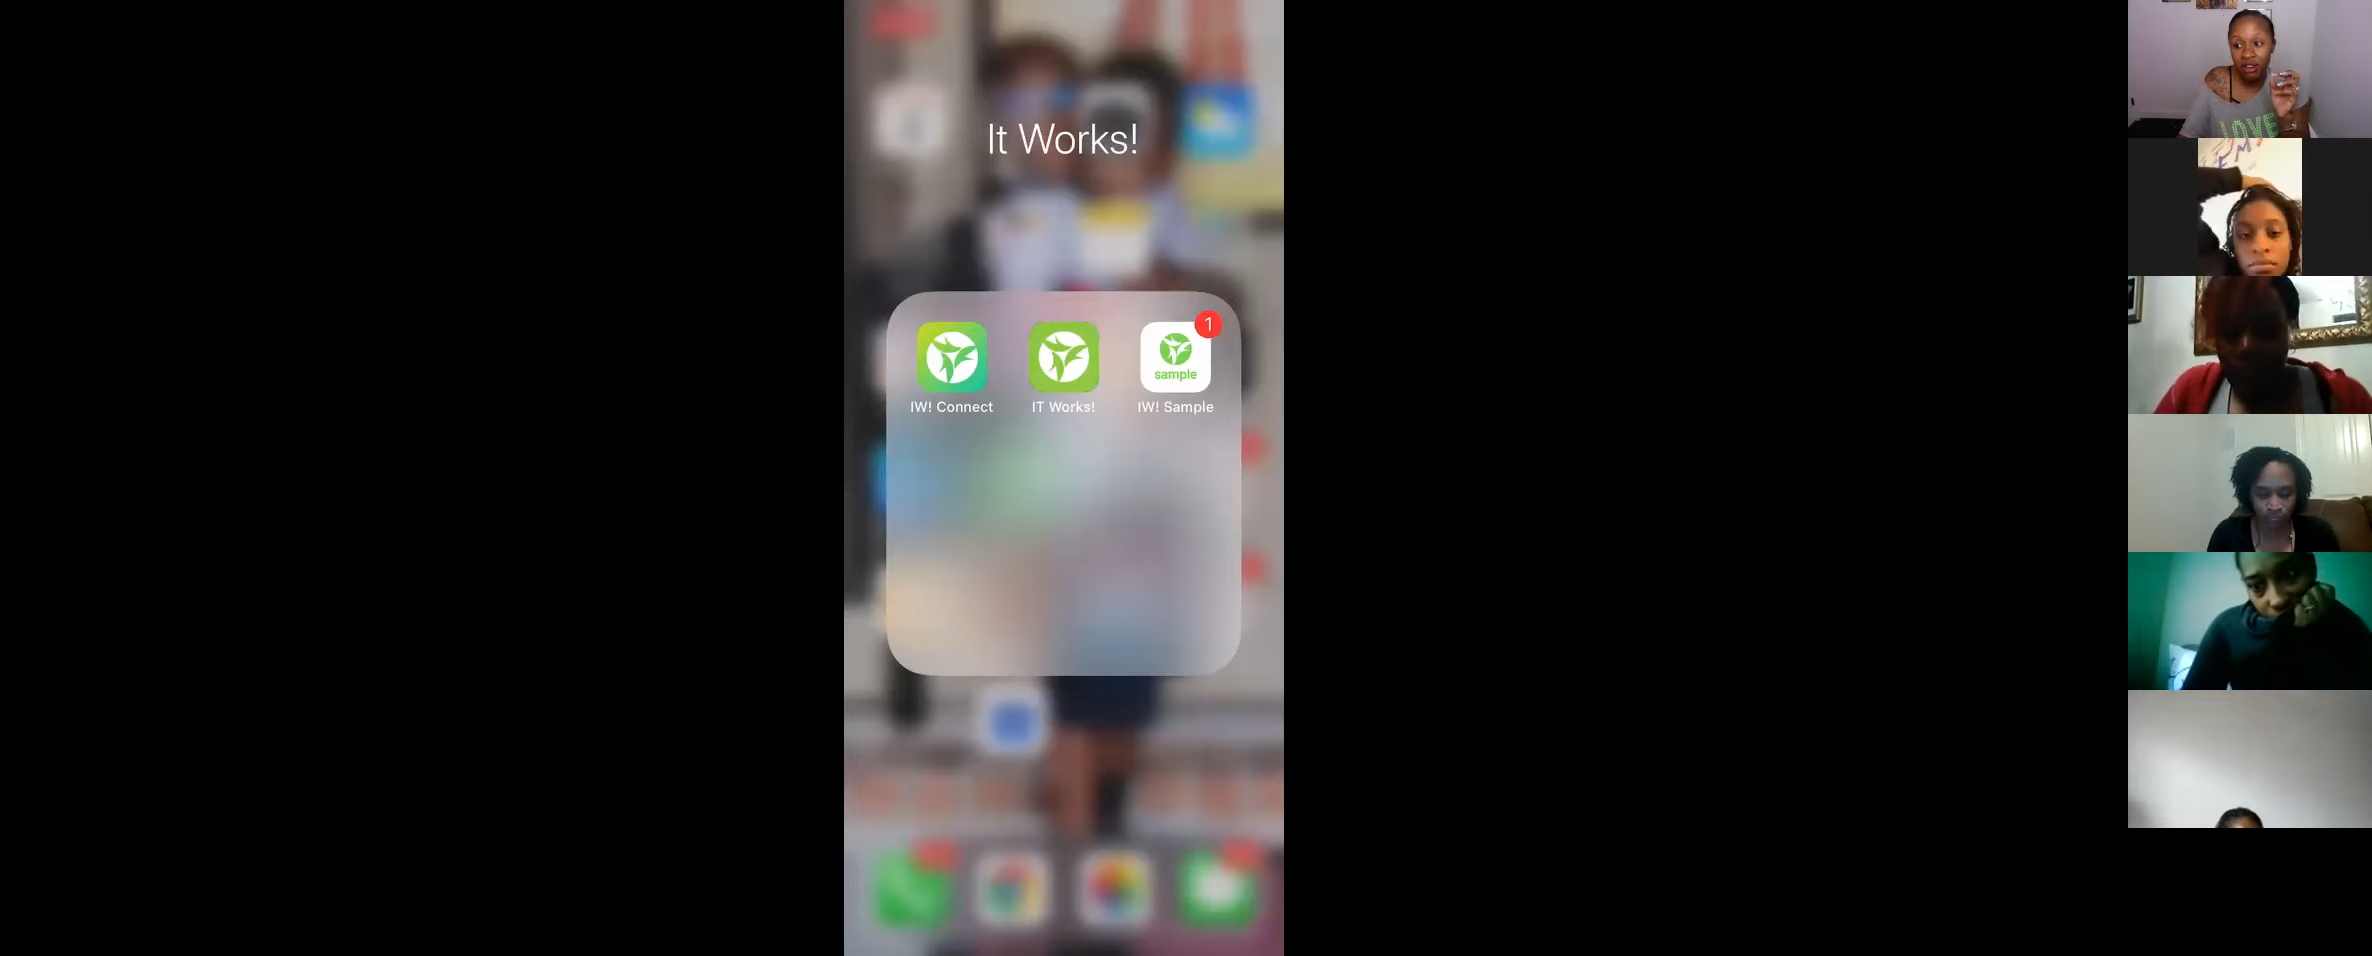 It Works!
1
sample
IW! Connect
IT Works!
IW! Sample
LOVE